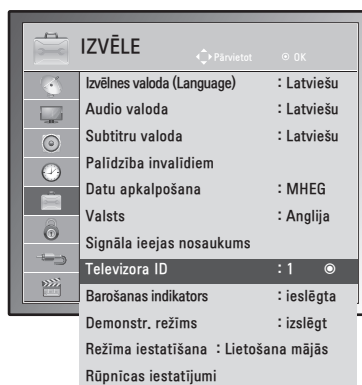 IZVĒLE
Pārvietot
OK
Izvēlnes valoda (Language) : Latviešu
Audio valoda : Latviešu
Subtitru valoda : Latviešu
Palīdzība invalīdiem
Datu apkalpošana : MHEG
Valsts : Anglija
Signāla ieejas nosaukums
Televizora ID : 1
Barošanas indikators : ieslēgta
Demonstr. režīms : izslēgt
Režīma iestatīšana : Lietošana mājās
Rūpnīcas iestatījumi